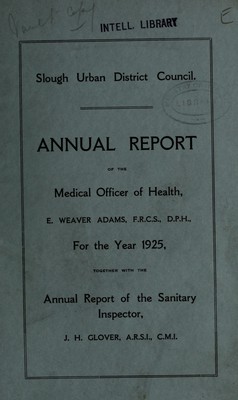 INTELL LIBRARY
E
Slough Urban District Council.
ANNUAL REPORT
OF THE
Medical Officer of Health,
E. WEAVER ADAMS, F.R.C.S., D.P.H.,
For the Year 1925,
TOGETHER WITH THE
Annual Report of the Sanitary
Inspector,
J. H. GLOVER, A.R.S.I., C.M.I.